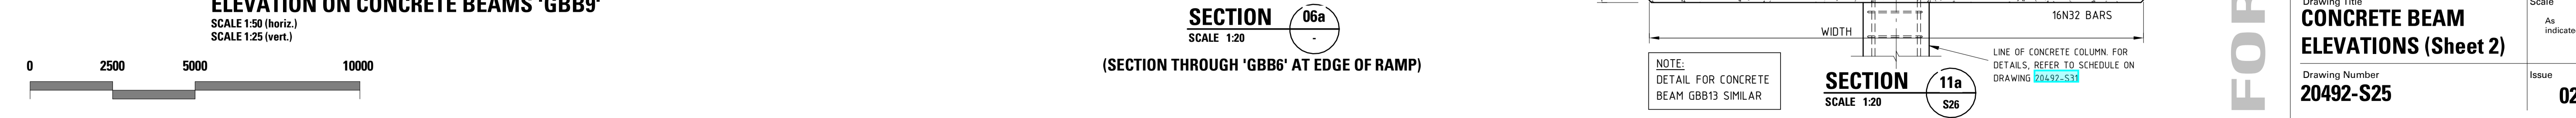 ELEVATION ON CONCRETE BEAMS 'GBB9'
SCALE 1:50 (horiz.)
SCALE 1:25 (vert.)
0 2500 5000 10000
SECTION 06a
SCALE 1:20 -
(SECTION THROUGH 'GBB6' AT EDGE OF RAMP)
16N32 BARS
WIDTH
LINE OF CONCRETE COLUMN. FOR
DETAILS, REFER TO SCHEDULE ON
DRAWING 20492-S31
NOTE:
DETAIL FOR CONCRETE
BEAM GBB13 SIMILAR
SECTION 11a
SCALE 1:20 S26
FOR
Drawing Title
CONCRETE BEAM
ELEVATIONS (Sheet 2)
Scale
As
indicate
Drawing Number
20492-S25
Issue
02